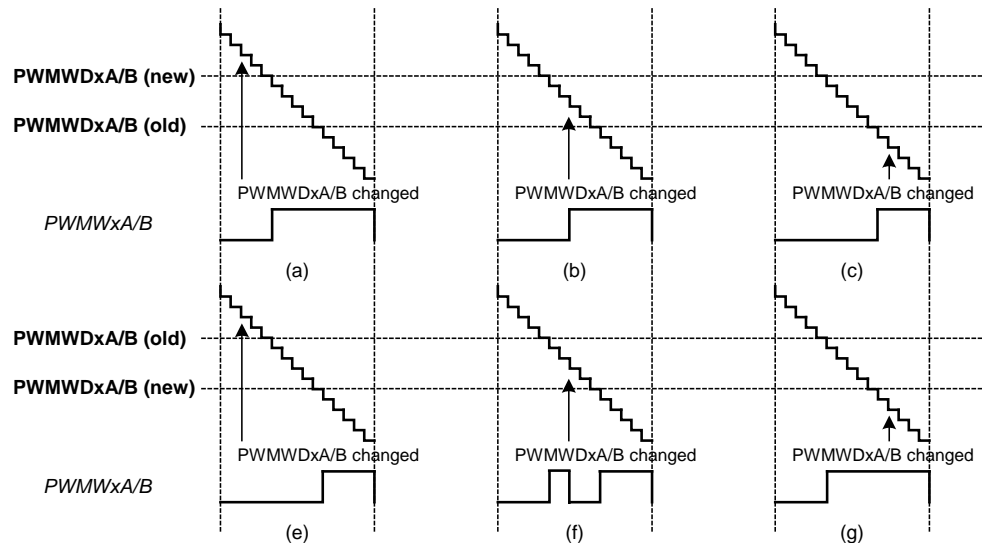 PWMWDxA/B (new)
PWMWDxA/B (old)
PWMWDxA/B changed
PWMWDxA/B changed
PWMWDxA/B changed
PWMWxA/B
(a)
(b)
(c)
PWMWDxA/B (old)
PWMWDxA/B (new)
PWMWDxA/B changed
PWMWDxA/B changed
PWMWDxA/B changed
PWMWxA/B
(e)
(f)
(g)